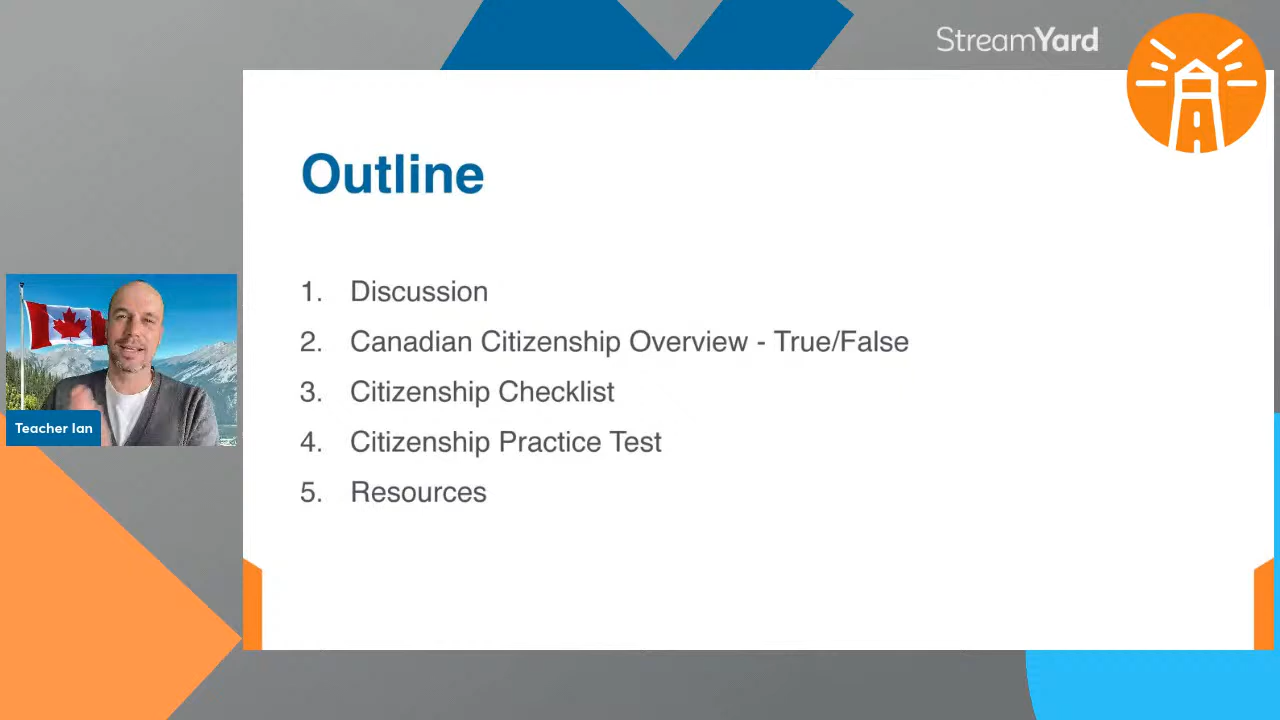 StreamYard
Outline
1. Discussion
2. Canadian Citizenship Overview - True/False
3. Citizenship Checklist
4. Citizenship Practice Test
5. Resources
Teacher Ian